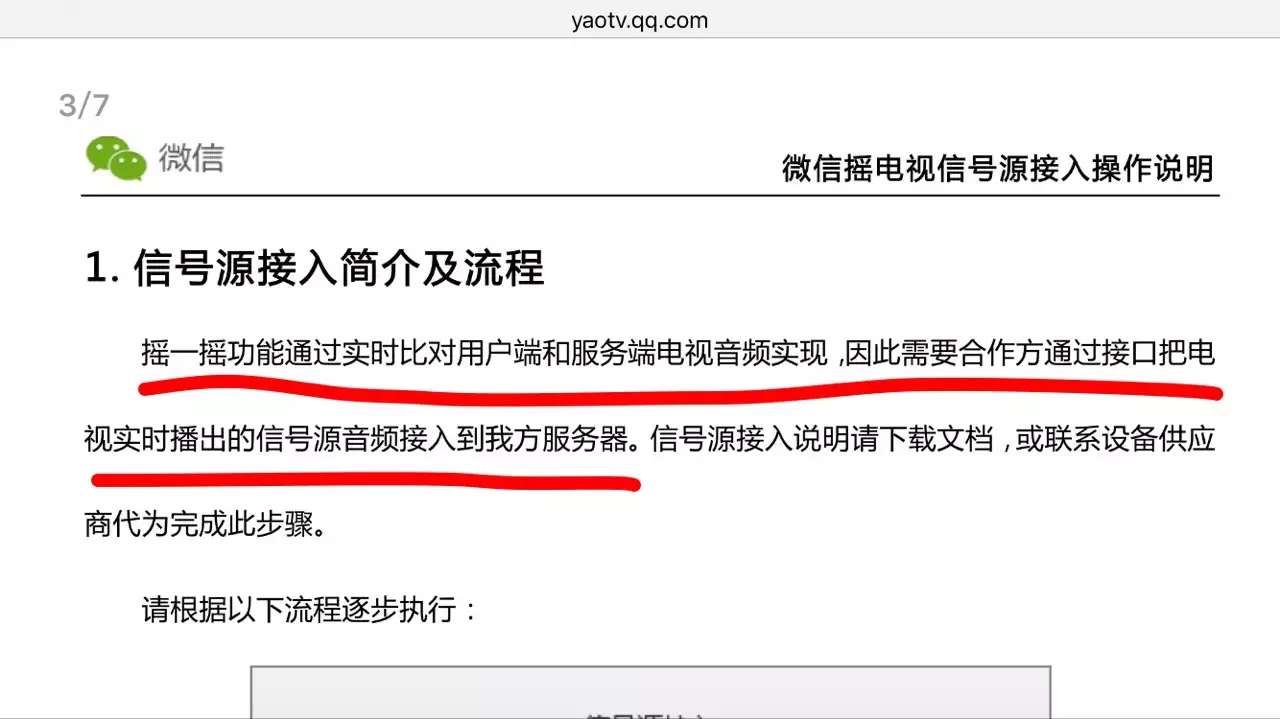 yaotv.qq.com
3/7
微信
微信摇电视信号源接入操作说明
1. 信号源接入简介及流程
摇一摇功能通过实时比对用户端和服务端电视音频实现,因此需要合作方通过接口把电
视实时播出的信号源音频接入到我方服务器。信号源接入说明请下载文档,或联系设备供应
商代为完成此步骤。
请根据以下流程逐步执行: